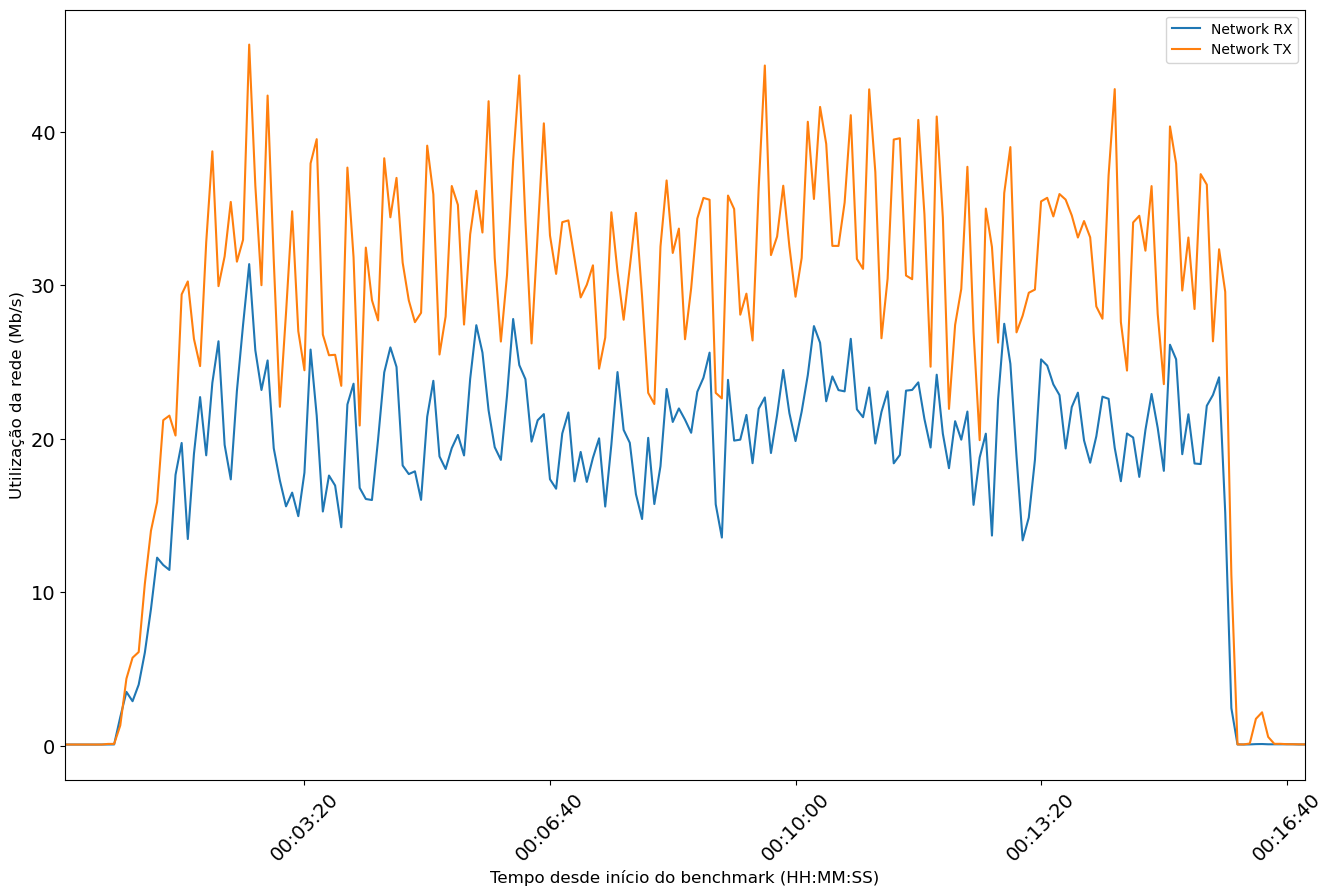 Network RX
Network TX
Utilização da rede (Mb/s)
40
30
20
10
0
00:03:20
00:06:40
00:10:00
00:13:20
00:16:40
Tempo desde início do benchmark (HH:MM:SS)